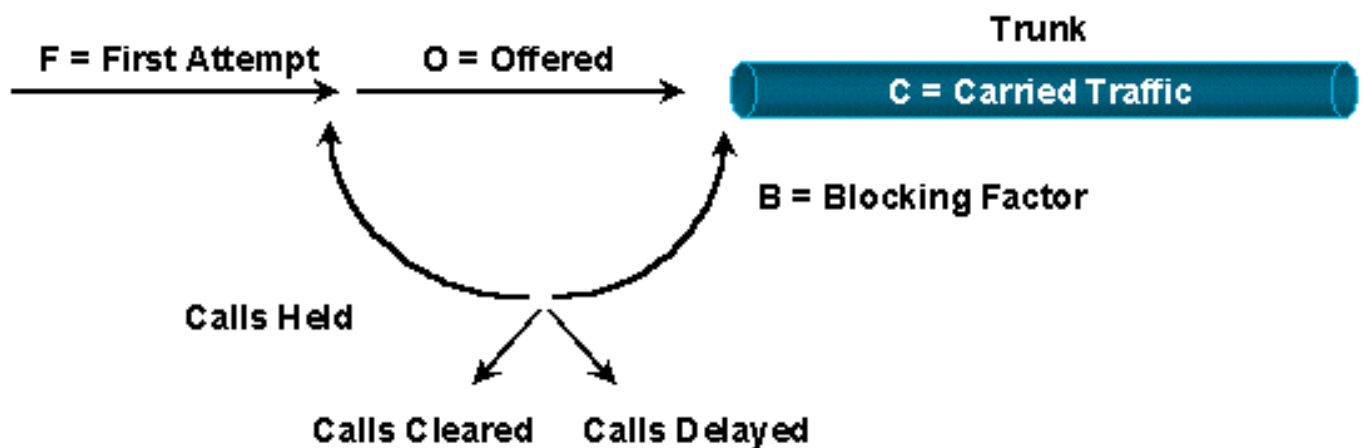 Trunk
F = First Attempt
O = Offered
C = Carried Traffic
B = Blocking Factor
Calls Held
Calls Cleared
Calls Delayed